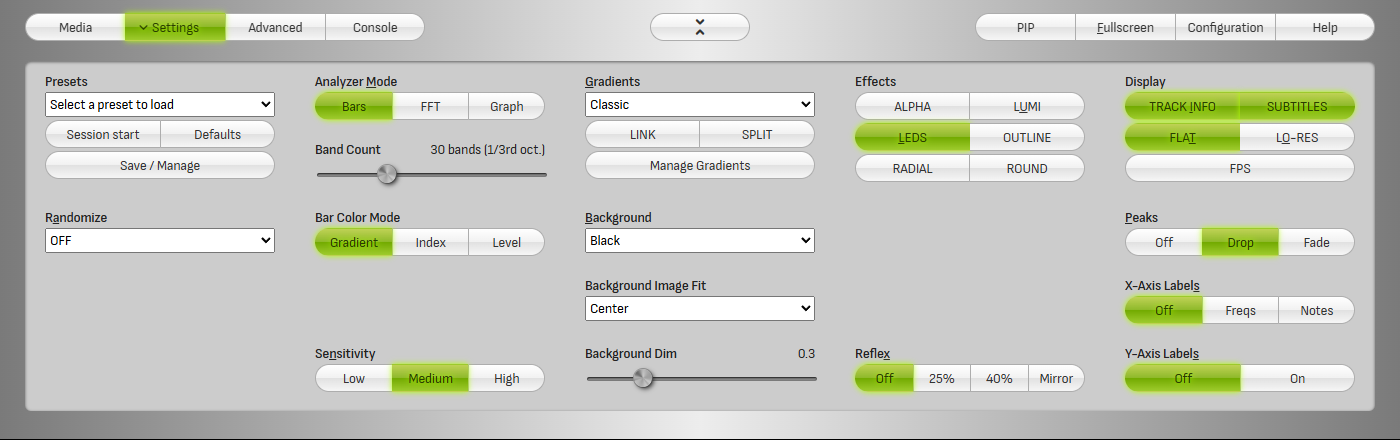 Media Settings Advanced Console PIP Fullscreen Configuration Help
Presets Analyzer Mode Gradients Effects Display
Select a preset to load Bars FFT Graph Classic ALPHA LUMI TRACK INFO SUBTITLES
Session start Defaults LINK SPLIT LEDS OUTLINE FLAT LO-RES
Band Count 30 bands (1/3rd oct.)
Save / Manage Manage Gradients RADIAL ROUND FPS
Randomize Bar Color Mode Background Peaks
OFF Gradient Index Level Black Off Drop Fade
Background Image Fit X-Axis Labels
Center Off Freqs Notes
Sensitivity Background Dim 0.3 Reflex Y-Axis Labels
Low Medium High Off 25% 40% Mirror Off On